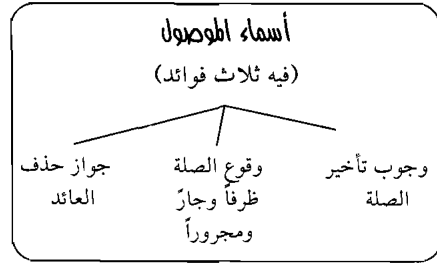 أسماء الموصول
(فيه ثلاث فوائد)
وجوب تأخير
الصلة
وقوع الصلة
ظرفاً وجارّ
ومجروراً
جواز حذف
العائد